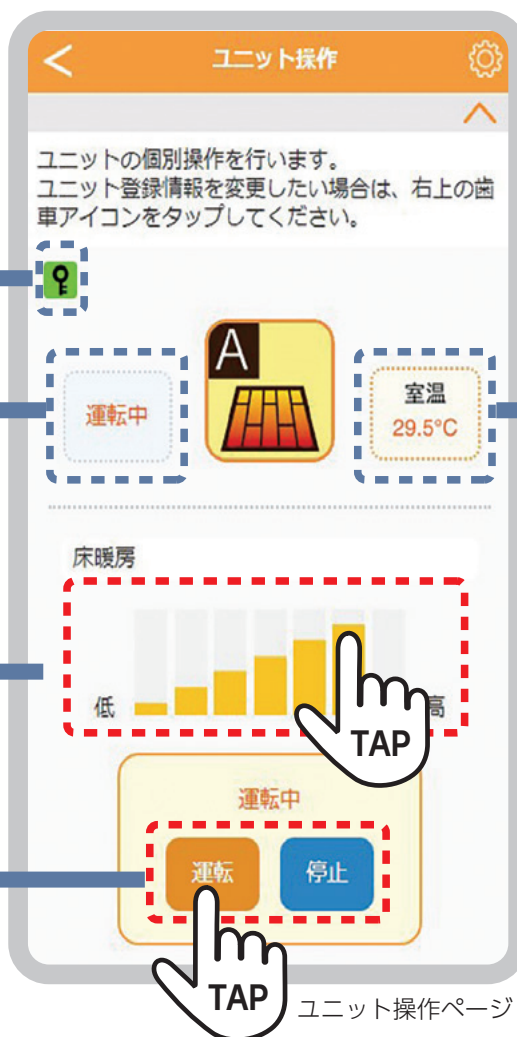 ユニット操作
ユニットの個別操作を行います。
ユニット登録情報を変更したい場合は、右上の歯
車アイコンをタップしてください。
A
運転中
室温
29.5°C
床暖房
低
高
TAP
運転中
運転
停止
TAP
ユニット操作ページ